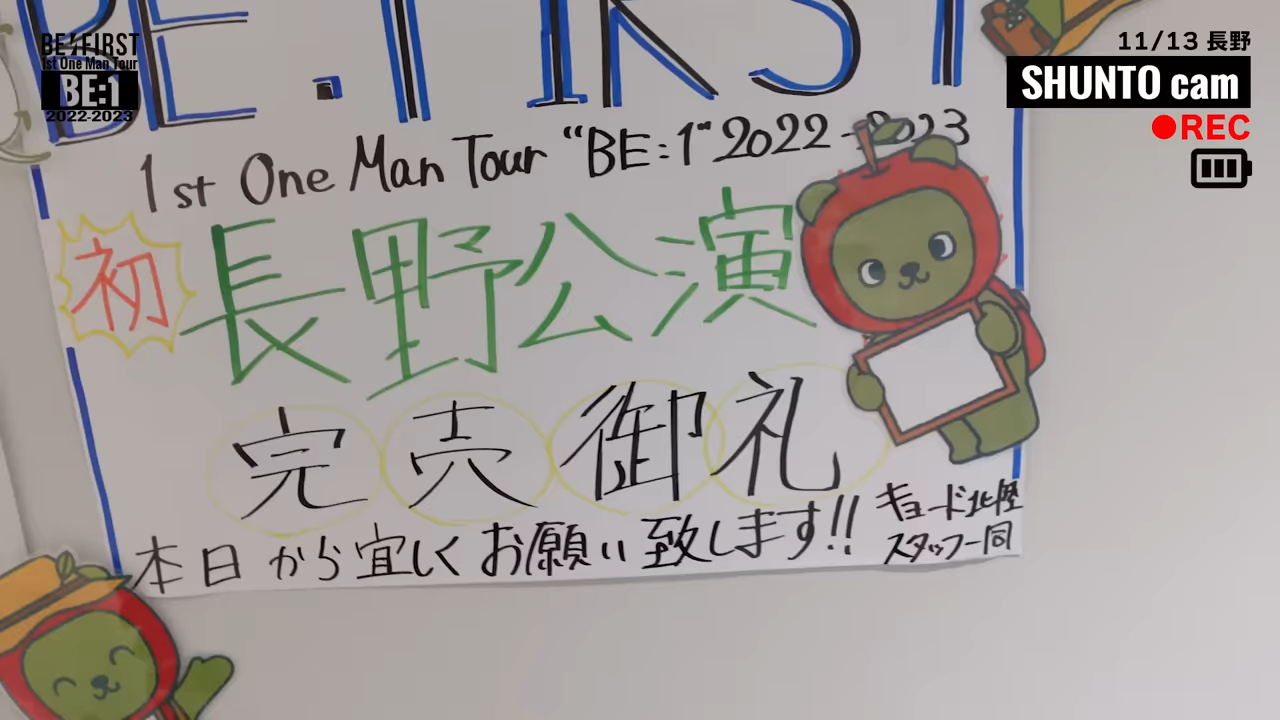 BE:FIRST
1st One Man Tour
BE:1
2022-2023
11/13 長野
SHUNTO cam
REC
BE:FIRST
1st One Man Tour "BE:1" 2022-2023
初
長野公演
完売御礼
本日から宜しくお願い致します!!
キョード北陸
スタッフ一同